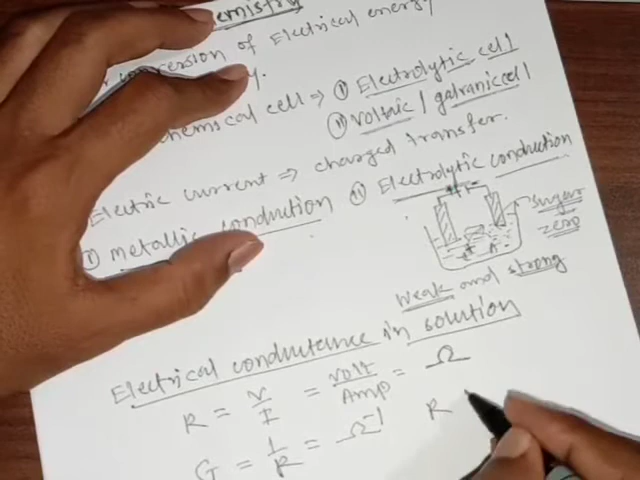 hemistry
conversion of Electrical energy
y.
chemical cell ⇒ ① Electrolytic cell
② voltaic / galvanic cell
Electric current ⇒ charged transfer.
① metallic conduction ② Electrolytic conduction
sugar
zero
weak and strong
Electrical conductance in solution
R = V/I = volt/Amp = Ω
G = 1/R = Ω⁻¹ R